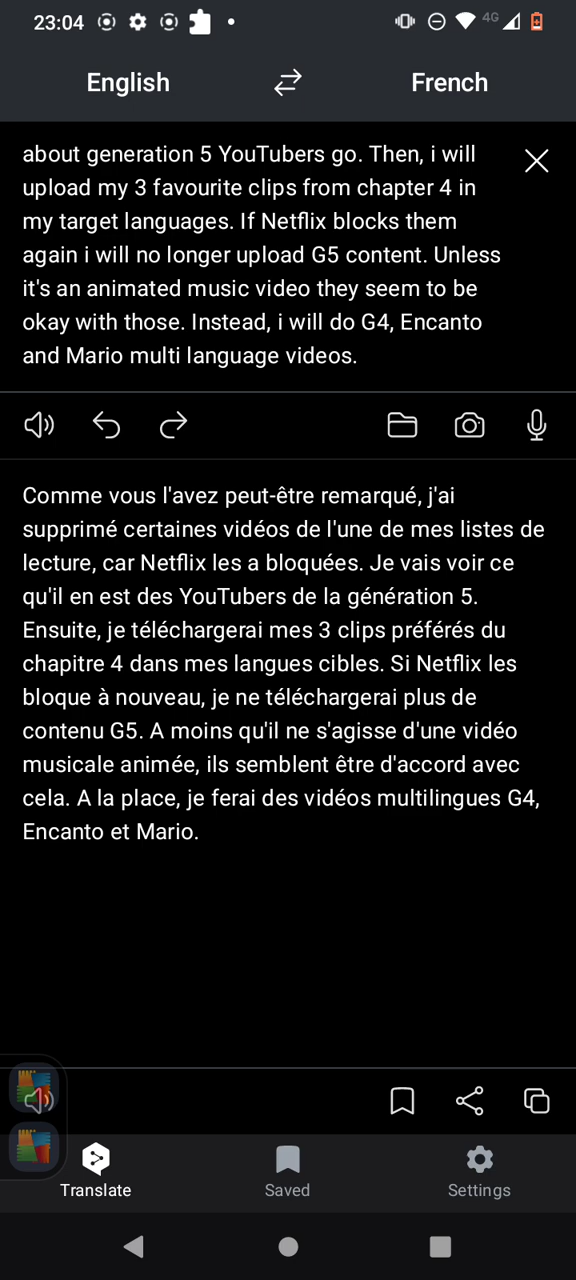 23:04
4G
English
French
about generation 5 YouTubers go. Then, i will
upload my 3 favourite clips from chapter 4 in
my target languages. If Netflix blocks them
again i will no longer upload G5 content. Unless
it's an animated music video they seem to be
okay with those. Instead, i will do G4, Encanto
and Mario multi language videos.
Comme vous l'avez peut-être remarqué, j'ai
supprimé certaines vidéos de l'une de mes listes de
lecture, car Netflix les a bloquées. Je vais voir ce
qu'il en est des YouTubers de la génération 5.
Ensuite, je téléchargerai mes 3 clips préférés du
chapitre 4 dans mes langues cibles. Si Netflix les
bloque à nouveau, je ne téléchargerai plus de
contenu G5. A moins qu'il ne s'agisse d'une vidéo
musicale animée, ils semblent être d'accord avec
cela. A la place, je ferai des vidéos multilingues G4,
Encanto et Mario.
Translate
Saved
Settings